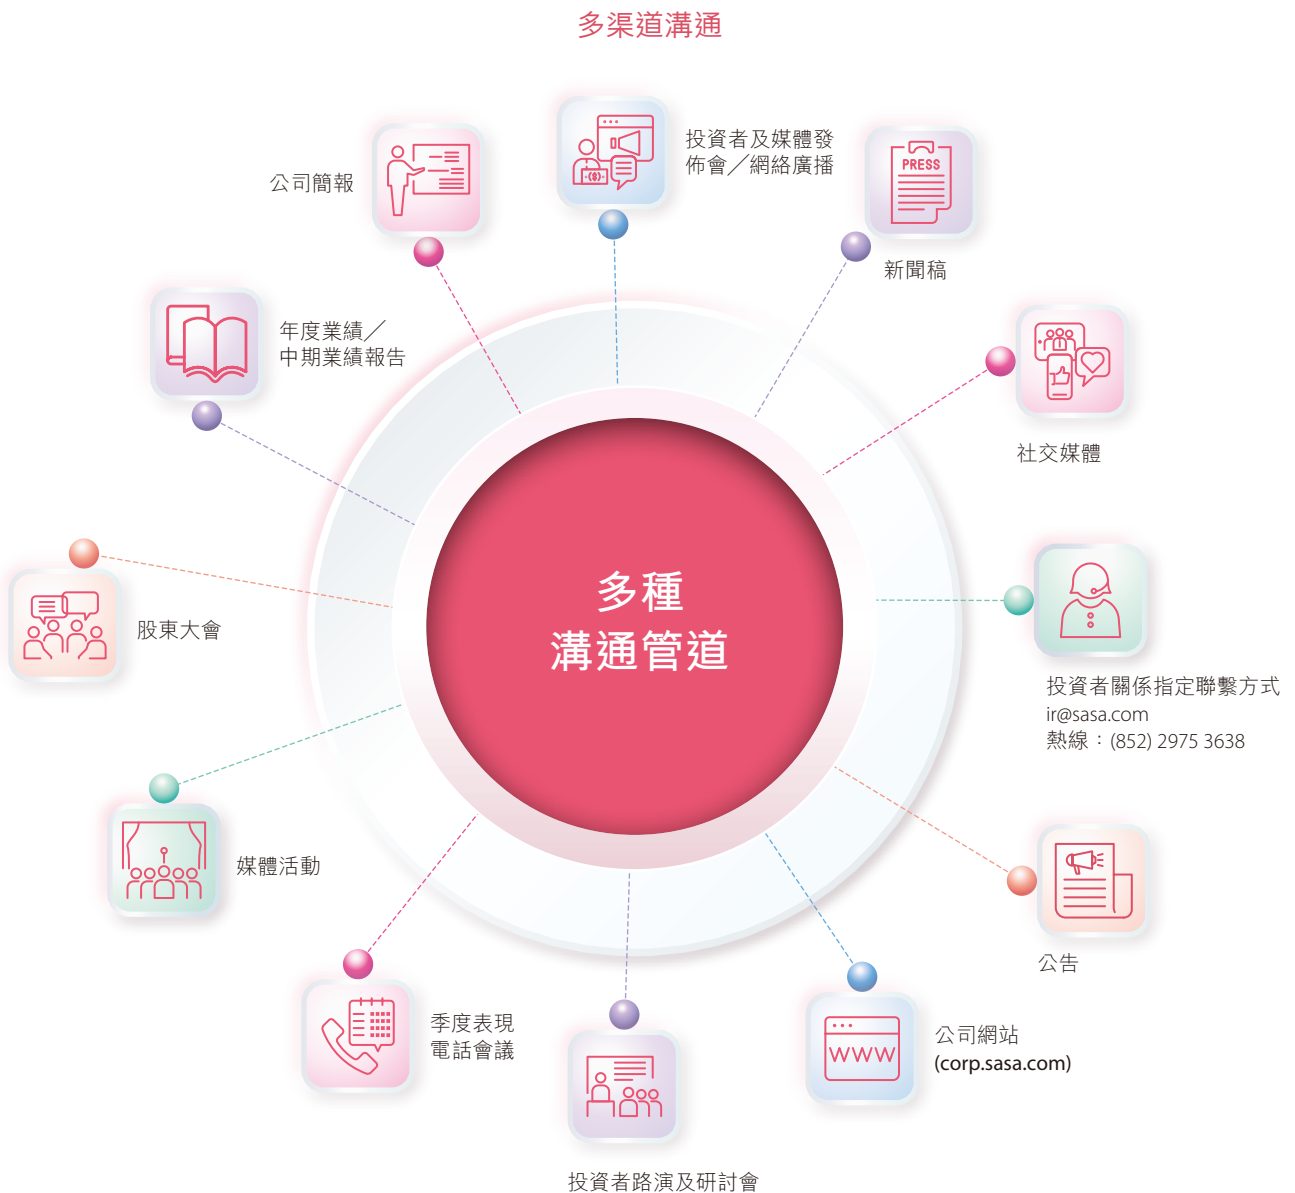 多渠道溝通
投資者及媒體發
佈會／網絡廣播
PRESS
新聞稿
社交媒體
投資者關係指定聯繫方式
ir@sasa.com
熱線：(852) 2975 3638
公告
公司網站
(corp.sasa.com)
WWW
投資者路演及研討會
季度表現
電話會議
媒體活動
股東大會
年度業績／
中期業績報告
公司簡報
多種
溝通管道